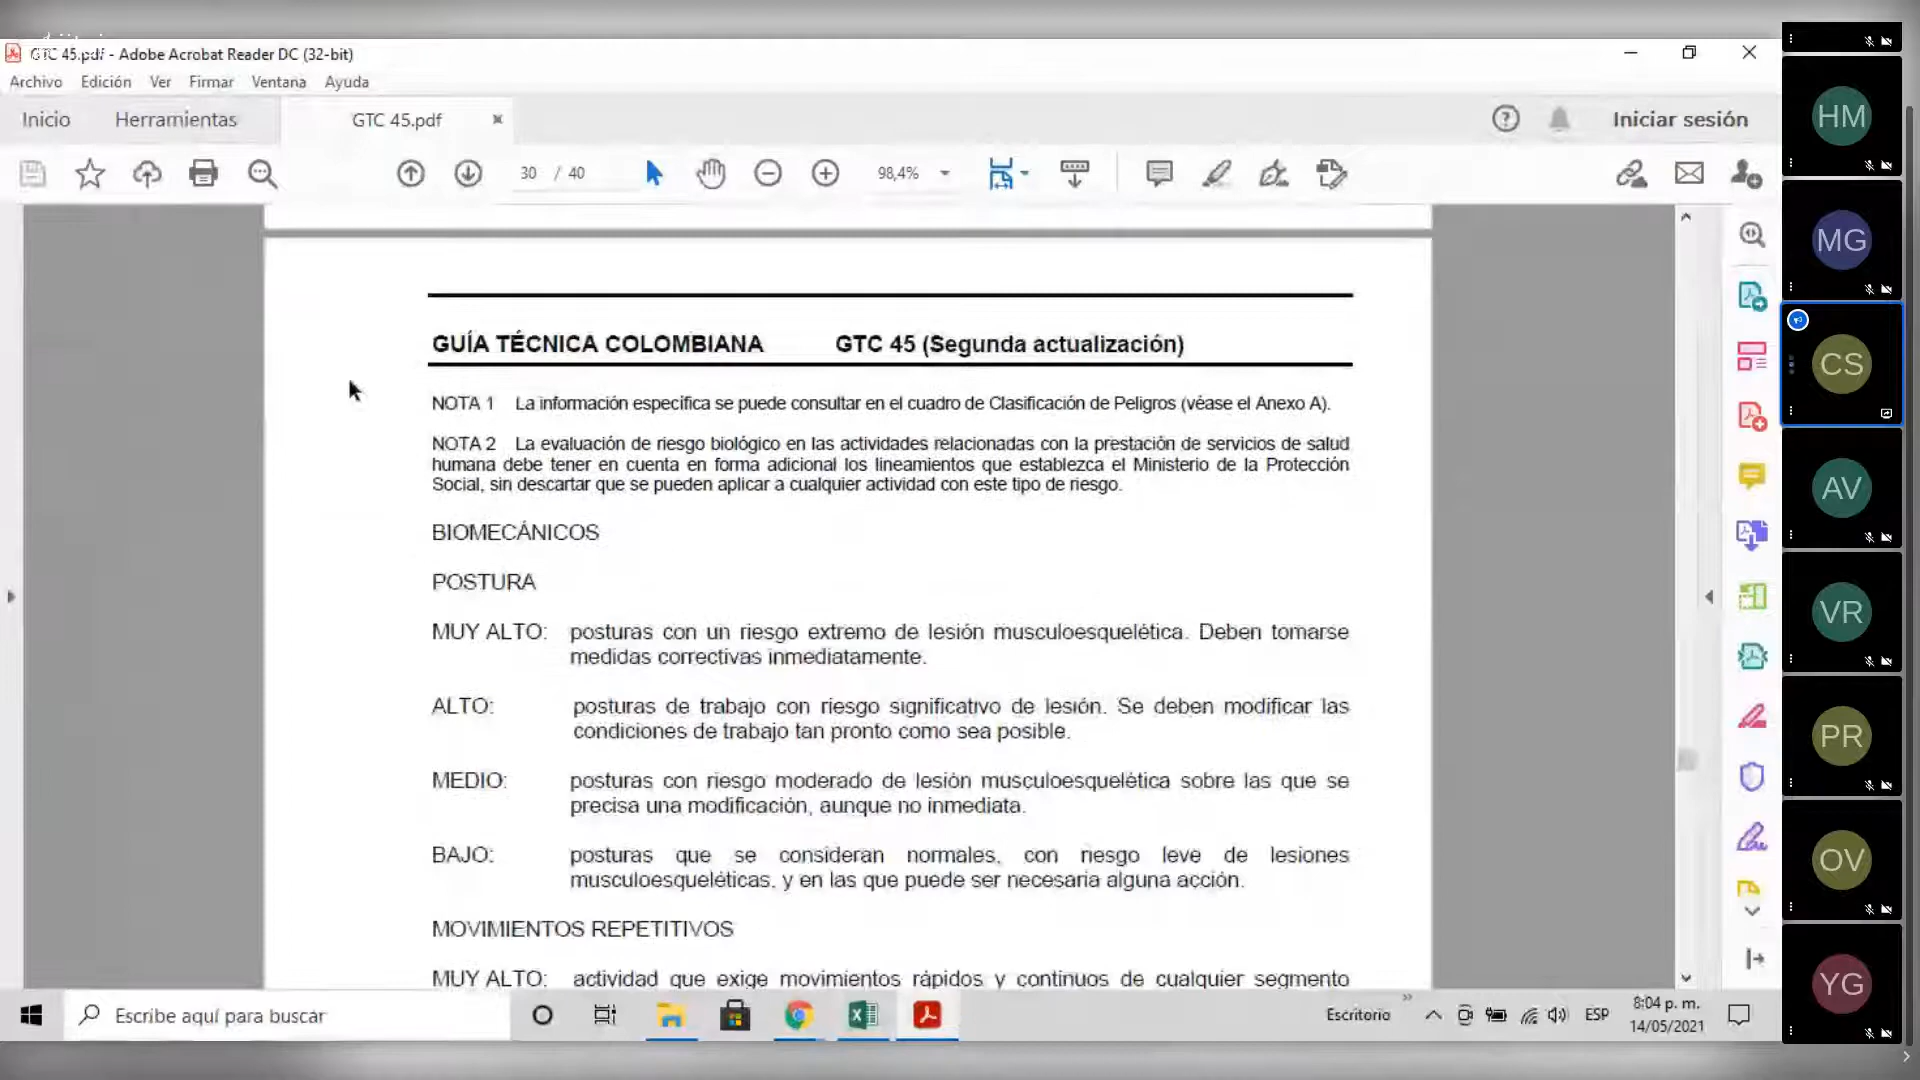 GTC 45.pdf - Adobe Acrobat Reader DC (32-bit)
Archivo Edición Ver Firmar Ventana Ayuda
Inicio Herramientas GTC 45.pdf Iniciar sesión
30 / 40 98,4%
GUÍA TÉCNICA COLOMBIANA GTC 45 (Segunda actualización)
NOTA 1 La información específica se puede consultar en el cuadro de Clasificación de Peligros (véase el Anexo A).
NOTA 2 La evaluación de riesgo biológico en las actividades relacionadas con la prestación de servicios de salud
humana debe tener en cuenta en forma adicional los lineamientos que establezca el Ministerio de la Protección
Social, sin descartar que se pueden aplicar a cualquier actividad con este tipo de riesgo.
BIOMECÁNICOS
POSTURA
MUY ALTO: posturas con un riesgo extremo de lesión musculoesquelética. Deben tomarse
medidas correctivas inmediatamente.
ALTO: posturas de trabajo con riesgo significativo de lesión. Se deben modificar las
condiciones de trabajo tan pronto como sea posible.
MEDIO: posturas con riesgo moderado de lesión musculoesquelética sobre las que se
precisa una modificación, aunque no inmediata.
BAJO: posturas que se consideran normales, con riesgo leve de lesiones
musculoesqueléticas, y en las que puede ser necesaria alguna acción.
MOVIMIENTOS REPETITIVOS
MUY ALTO: actividad que exige movimientos rápidos y continuos de cualquier segmento
Escribe aquí para buscar
Escritorio
ESP
8:04 p. m.
14/05/2021
HM
MG
CS
AV
VR
PR
OV
YG